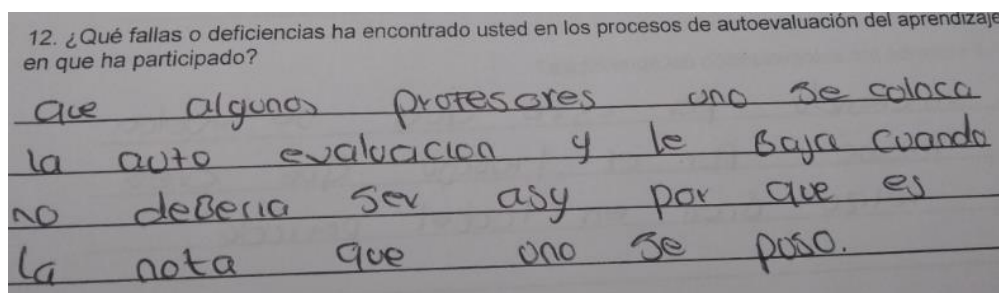 12. ¿Qué fallas o deficiencias ha encontrado usted en los procesos de autoevaluación del aprendizaje
en que ha participado?
que algunos profesores uno se coloca
la auto evaluacion y le Baja cuando
no deBeria ser asy por que es
la nota que uno se poso.